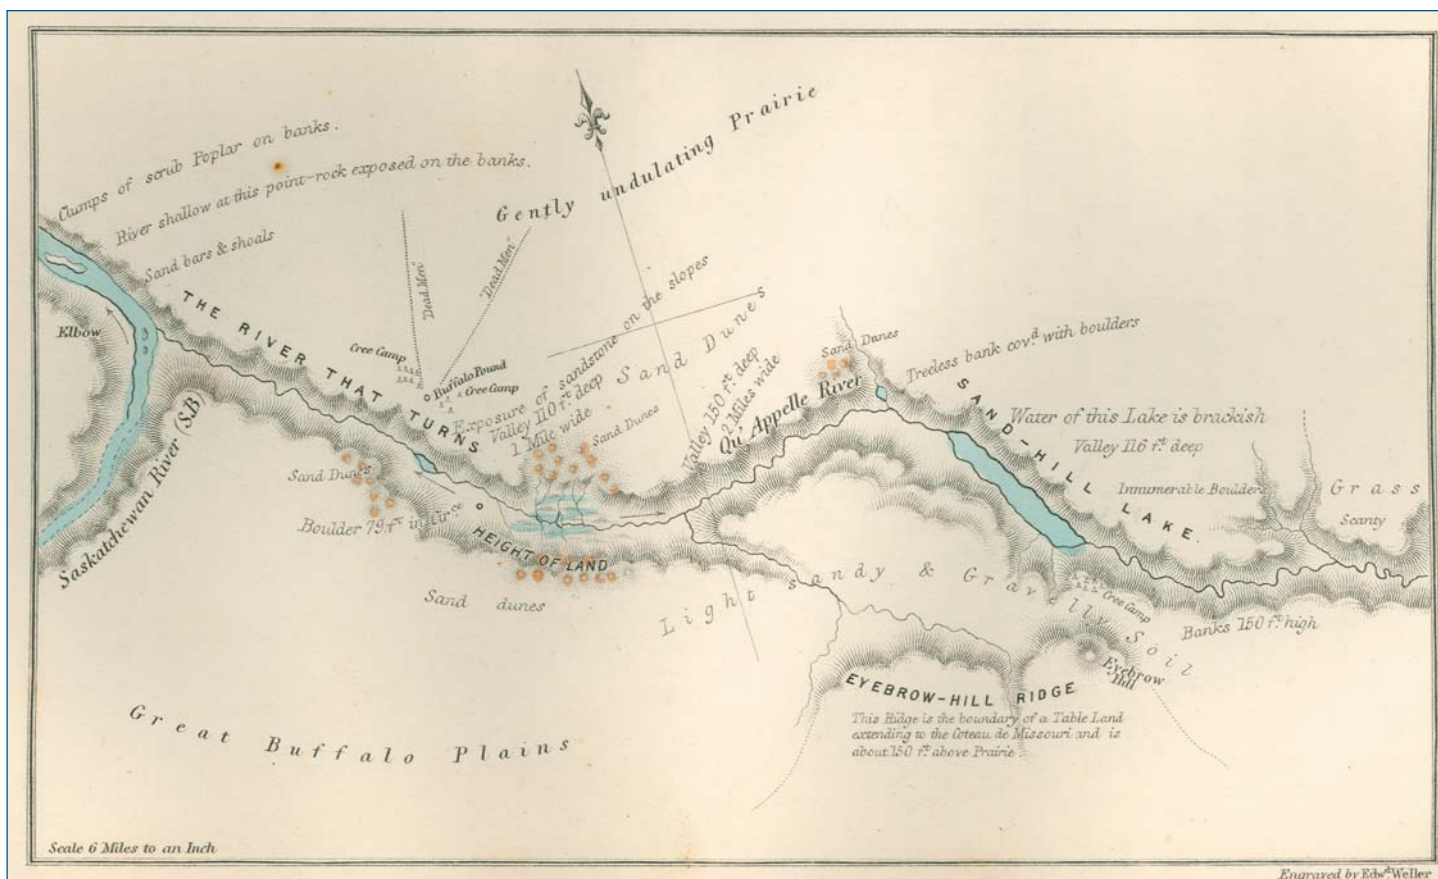 Clumps of scrub Poplar on banks.
River shallow at this point-rock exposed on the banks.
Sand bars & shoals
Gently undulating Prairie
"Dead Men"
"Dead Men"
Elbow
THE RIVER THAT TURNS
Cree Camp
Buffalo Pound
Cree Camp
Exposure of sandstone on the slopes
Valley 110 ft. deep
1 Mile wide
Sand Dunes
Sand Dunes
Valley 150 ft. deep
2 Miles wide
Qu'Appelle River
Sand Dunes
Treeless bank cov.d with boulders
SAND-HILL LAKE.
Water of this Lake is brackish
Valley 116 ft. deep
Innumerable Boulders
Grass
Scanty
Saskatchewan River (S.B)
Sand Dunes
Boulder 79. ft. in Circe
HEIGHT OF LAND
Sand dunes
Light sandy & Gravelly Soil
Cree Camp
Banks 150 ft. high
Eyebrow
Hill
EYEBROW-HILL RIDGE
This Ridge is the boundary of a Table Land
extending to the Coteau de Missouri and is
about 150 ft. above Prairie.
Great Buffalo Plains
Scale 6 Miles to an Inch
Engraved by Edwd. Weller